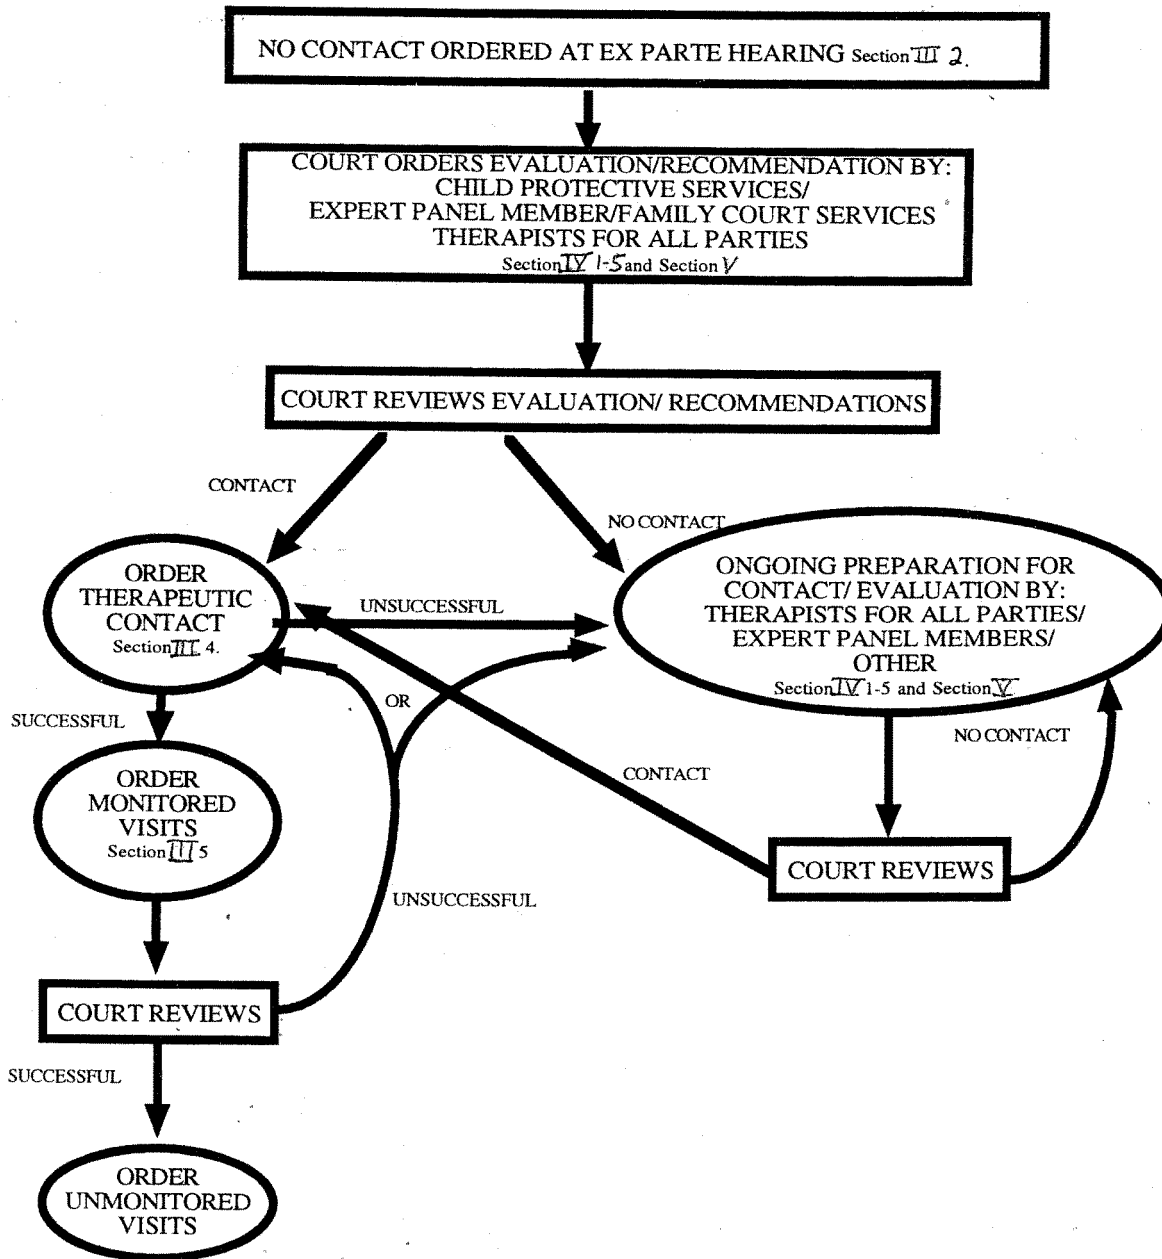 NO CONTACT ORDERED AT EX PARTE HEARING Section III 2.
COURT ORDERS EVALUATION/RECOMMENDATION BY:
CHILD PROTECTIVE SERVICES/
EXPERT PANEL MEMBER/FAMILY COURT SERVICES
THERAPISTS FOR ALL PARTIES
Section IV 1-5 and Section V
COURT REVIEWS EVALUATION/ RECOMMENDATIONS
CONTACT
NO CONTACT
ORDER
THERAPEUTIC
CONTACT
Section III 4.
UNSUCCESSFUL
ONGOING PREPARATION FOR
CONTACT/ EVALUATION BY:
THERAPISTS FOR ALL PARTIES/
EXPERT PANEL MEMBERS/
OTHER
Section IV 1-5 and Section V
OR
SUCCESSFUL
NO CONTACT
CONTACT
ORDER
MONITORED
VISITS
Section III 5
COURT REVIEWS
UNSUCCESSFUL
COURT REVIEWS
SUCCESSFUL
ORDER
UNMONITORED
VISITS